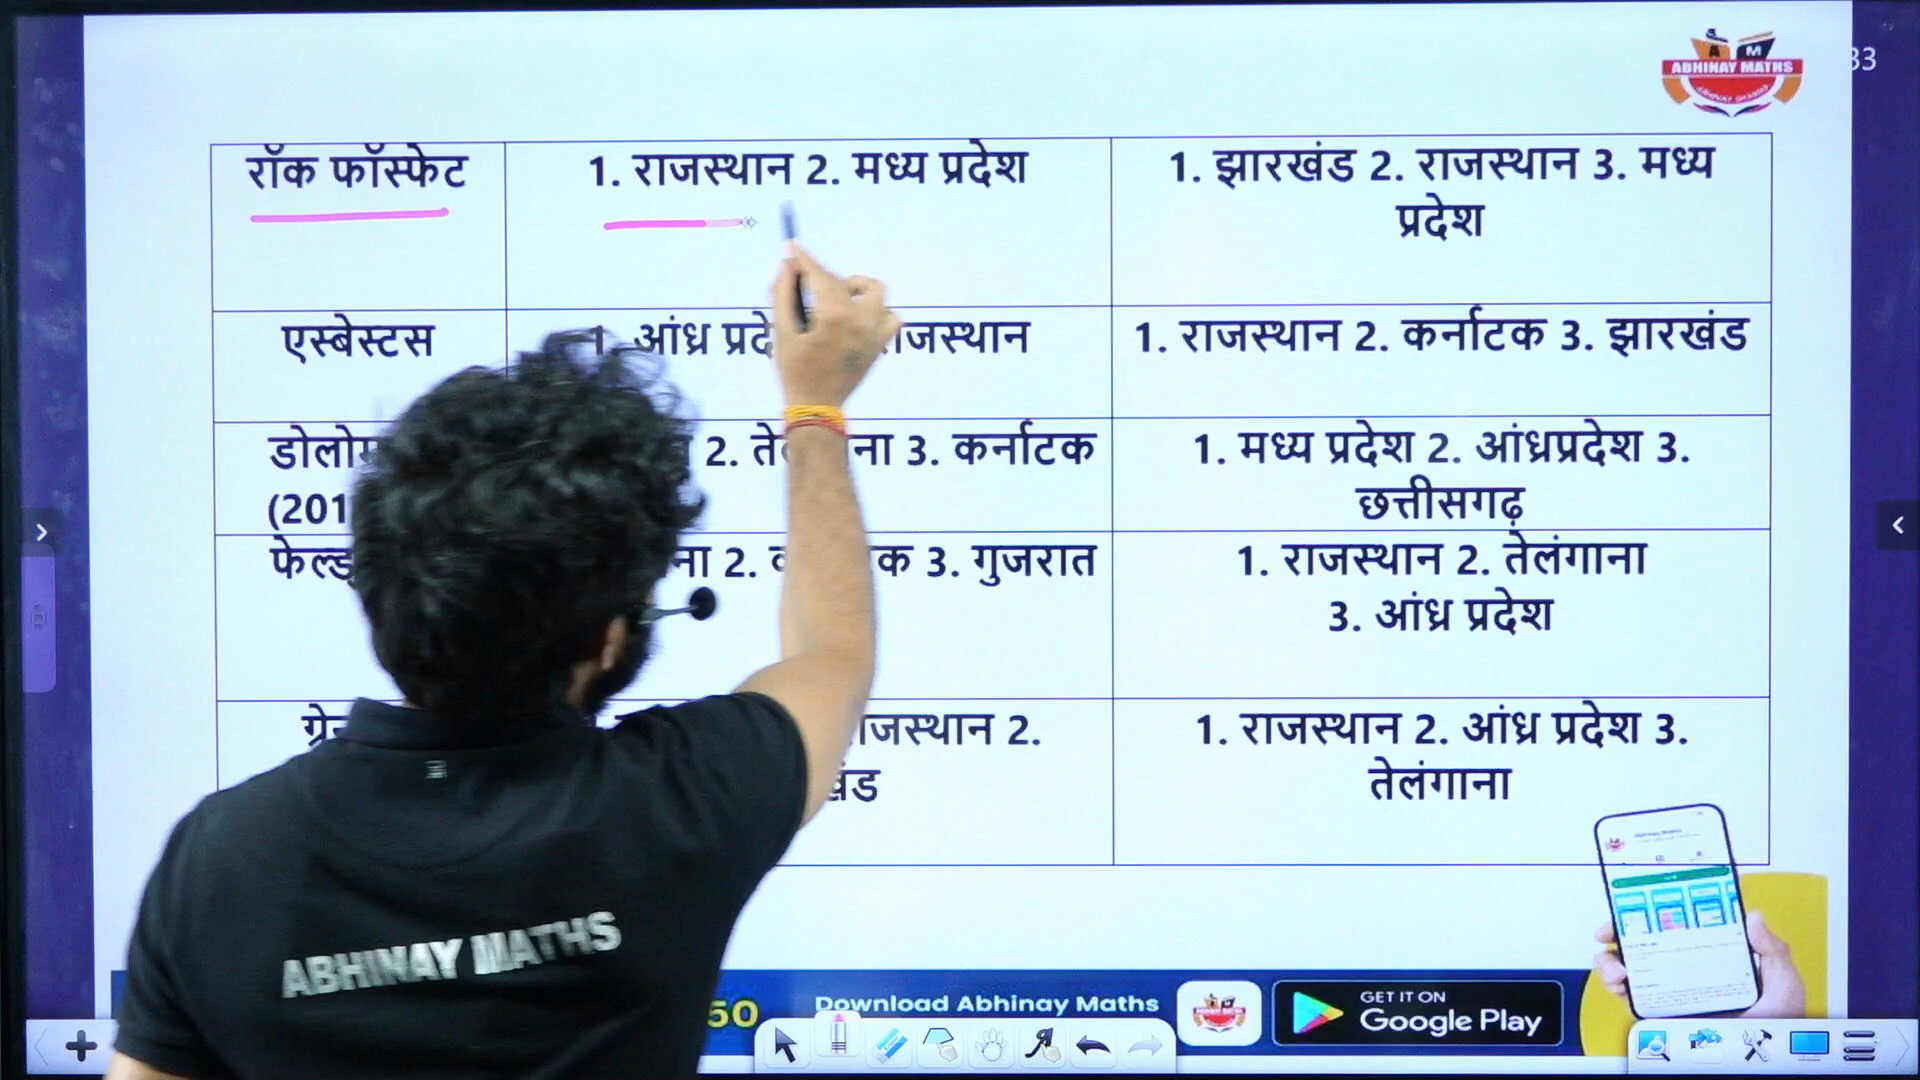 ABHINAY MATHS
33
रॉक फॉस्फेट
1. राजस्थान 2. मध्य प्रदेश
1. झारखंड 2. राजस्थान 3. मध्य
प्रदेश
एस्बेस्टस
1. आंध्र राजस्थान
1. राजस्थान 2. कर्नाटक 3. झारखंड
2. 3. कर्नाटक
(201
1. मध्य प्रदेश 2. आंध्रप्रदेश 3.
छत्तीसगढ़
2. 3. गुजरात
1. राजस्थान 2. तेलंगाना
3. आंध्र प्रदेश
राजस्थान 2.
1. राजस्थान 2. आंध्र प्रदेश 3.
तेलंगाना
ABHINAY MATHS
50
Download Abhinay Maths
GET IT ON
Google Play